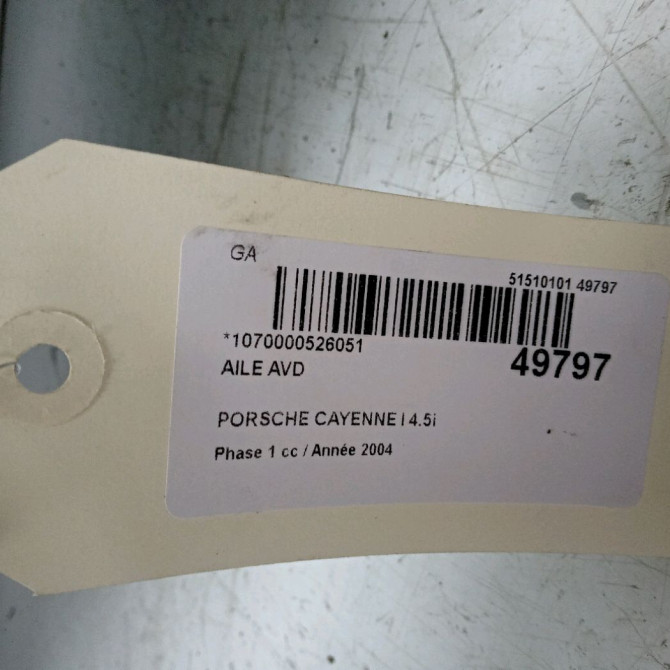 GA
51510101 49797
*1070000526051
49797
AILE AVD
PORSCHE CAYENNE I 4.5i
Phase 1 cc / Année 2004